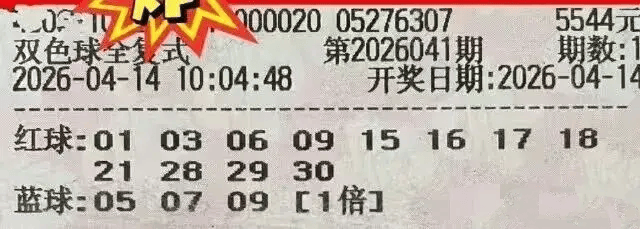 000020 05276307 5544元
双色球全复式 第2026041期 期数:1
2026-04-14 10:04:48 开奖日期:2026-04-14
红球:01 03 06 09 15 16 17 18
21 28 29 30
蓝球:05 07 09 [1倍]